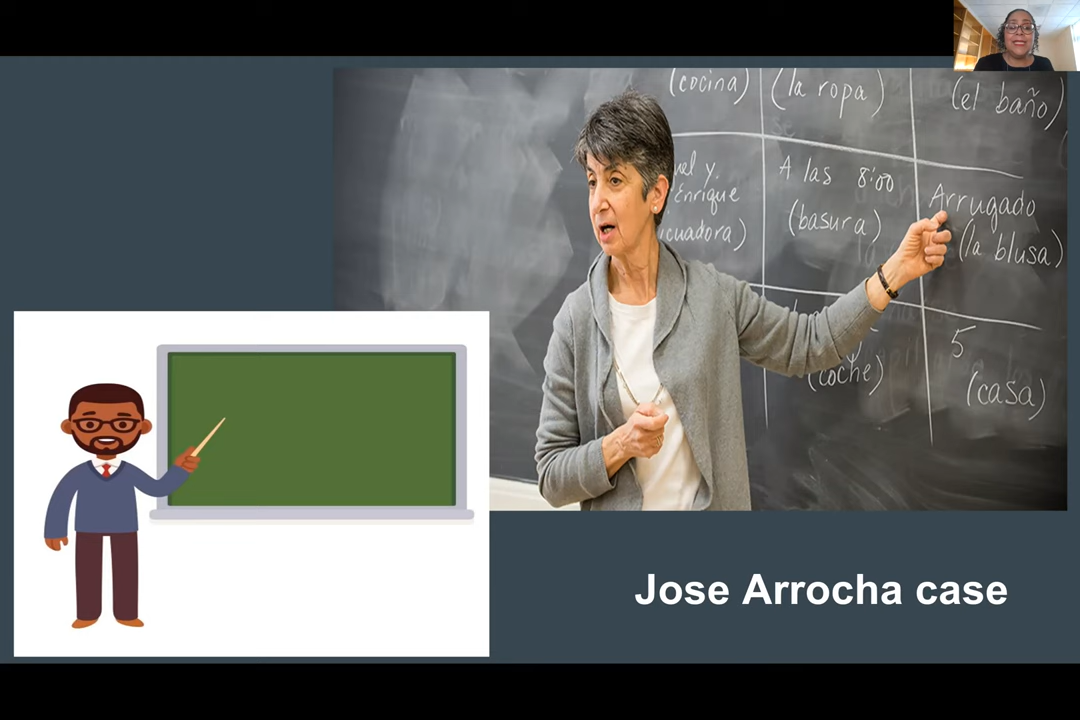 (cocina)
(la ropa)
(el baño)
Enrique
A las 8:00
(basura)
Arrugado
(la blusa)
(coche)
5
(casa)
Jose Arrocha case